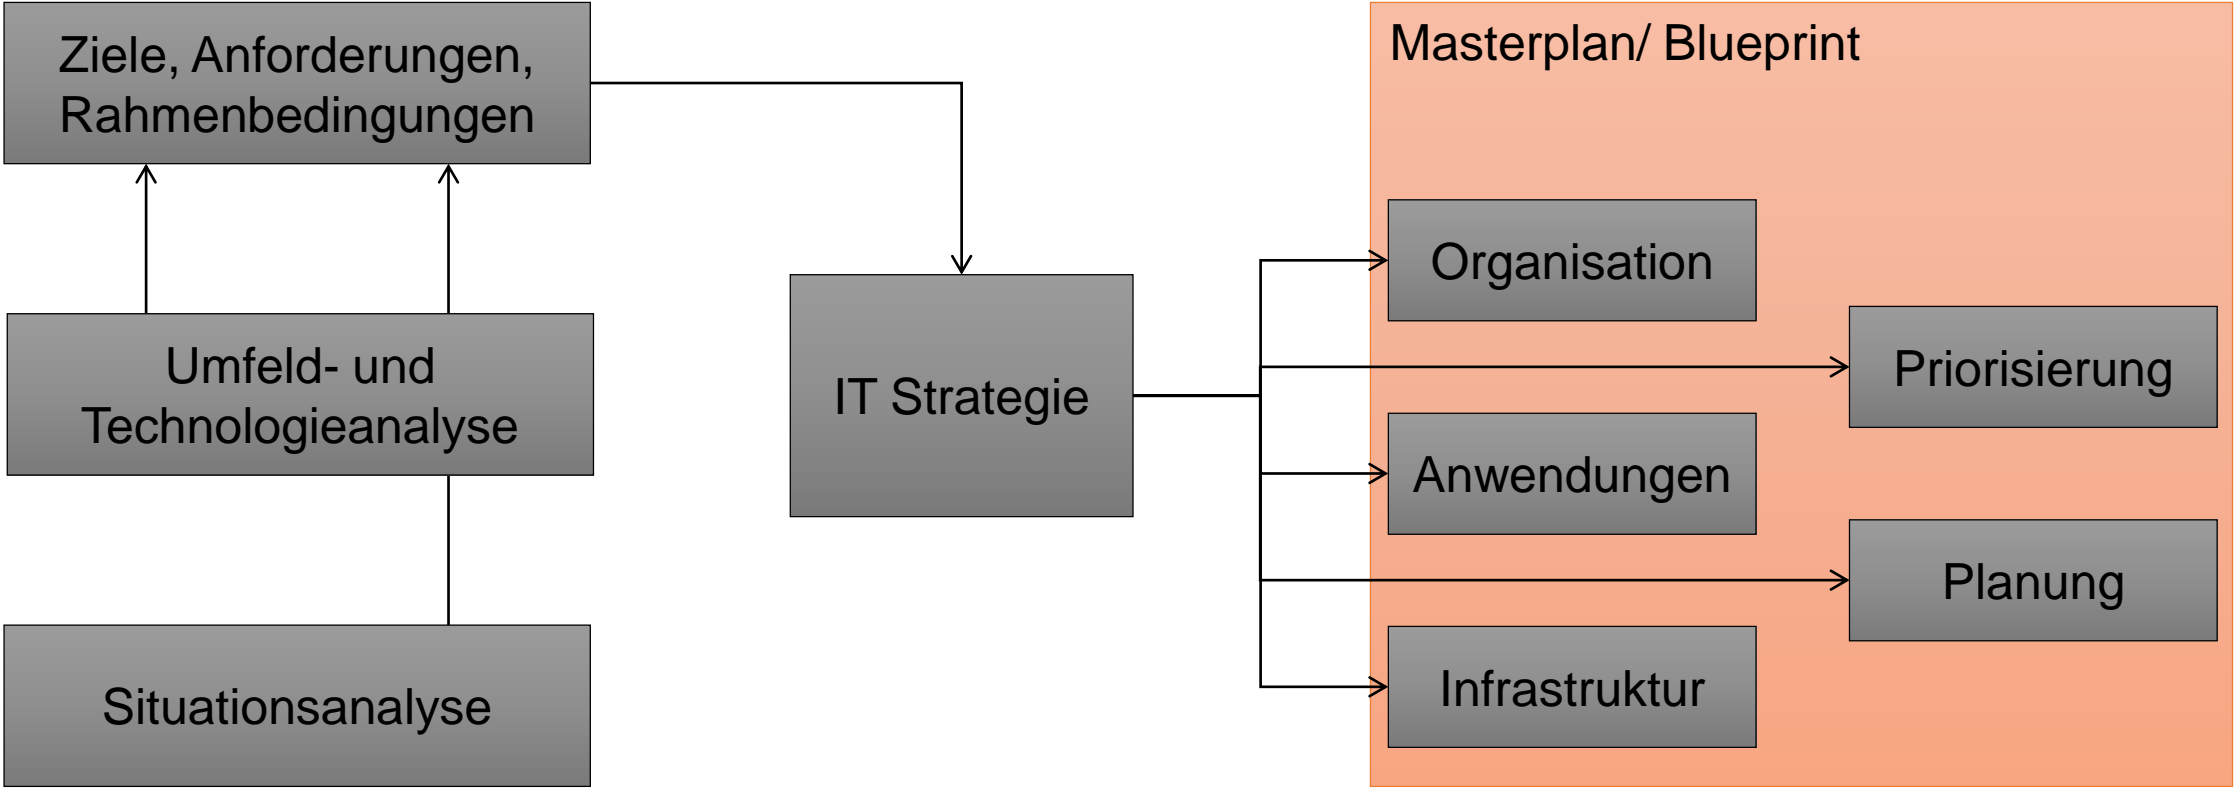 Ziele, Anforderungen,
Rahmenbedingungen
Umfeld- und
Technologieanalyse
Situationsanalyse
IT Strategie
Masterplan/ Blueprint
Organisation
Priorisierung
Anwendungen
Planung
Infrastruktur